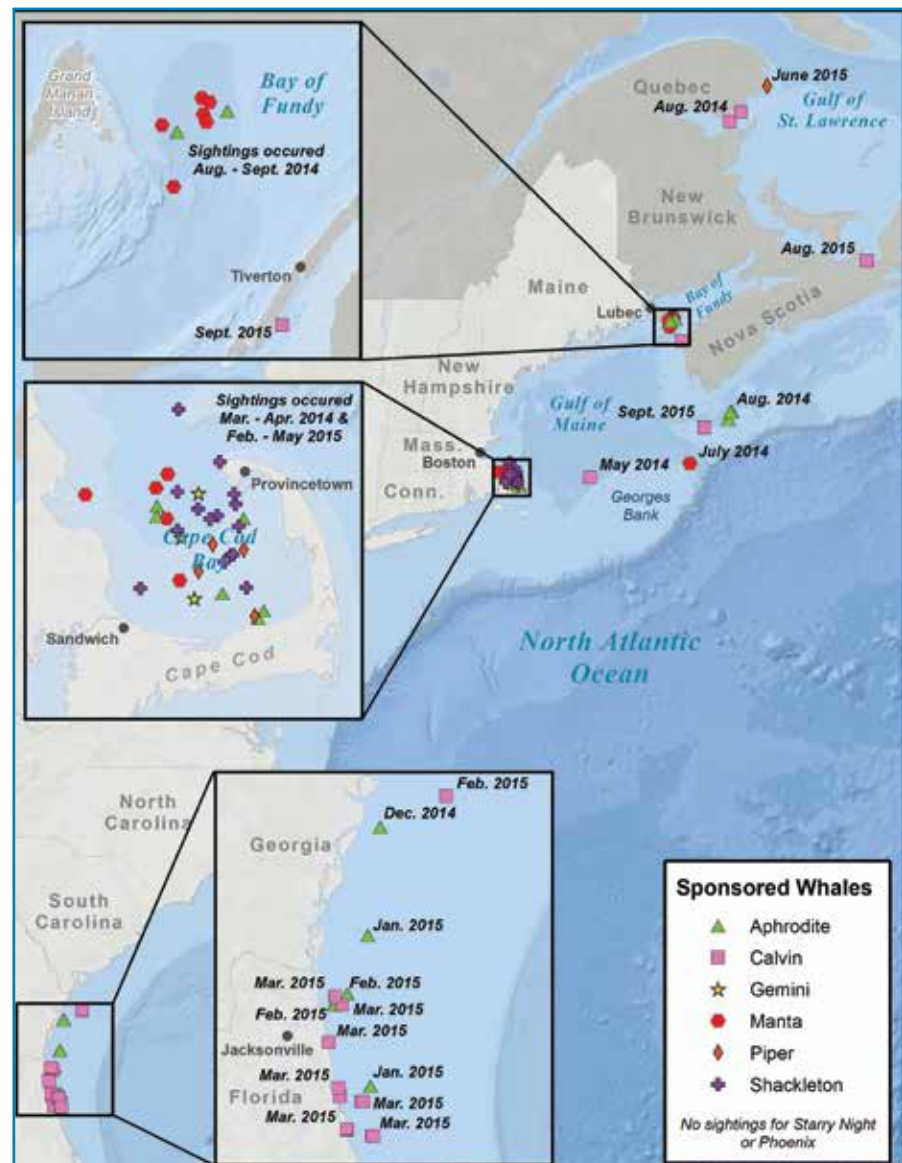 Grand
Manan
Island
Bay of
Fundy
Sightings occured
Aug. - Sept. 2014
Tiverton
Sept. 2015
June 2015
Quebec
Aug. 2014
Gulf of
St. Lawrence
New
Brunswick
Aug. 2015
Maine
Lubec
Bay of
Fundy
Nova Scotia
New
Hampshire
Gulf of
Maine
Sept. 2015
Aug. 2014
Mass.
Boston
May 2014
July 2014
Conn.
Georges
Bank
Sightings occured
Mar. - Apr. 2014 &
Feb. - May 2015
Provincetown
Cape Cod
Bay
Sandwich
Cape Cod
North Atlantic
Ocean
North
Carolina
South
Carolina
Feb. 2015
Dec. 2014
Georgia
Jan. 2015
Mar. 2015
Feb. 2015
Feb. 2015
Mar. 2015
Mar. 2015
Jacksonville
Mar. 2015
Jan. 2015
Florida
Mar. 2015
Mar. 2015
Mar. 2015
Sponsored Whales
Aphrodite
Calvin
Gemini
Manta
Piper
Shackleton
No sightings for Starry Night
or Phoenix